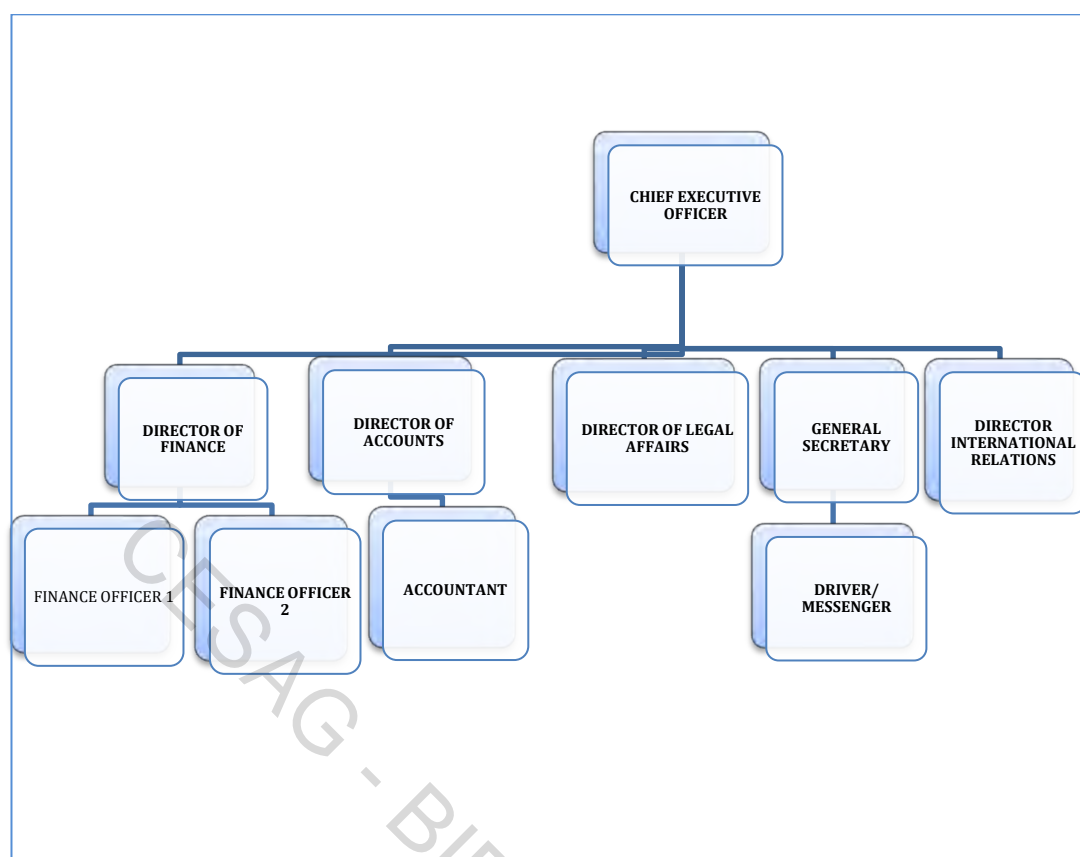 CHIEF EXECUTIVE
OFFICER
DIRECTOR OF
FINANCE
DIRECTOR OF
ACCOUNTS
DIRECTOR OF LEGAL
AFFAIRS
GENERAL
SECRETARY
DIRECTOR
INTERNATIONAL
RELATIONS
FINANCE OFFICER 1
FINANCE OFFICER
2
ACCOUNTANT
DRIVER/
MESSENGER
CESAG -